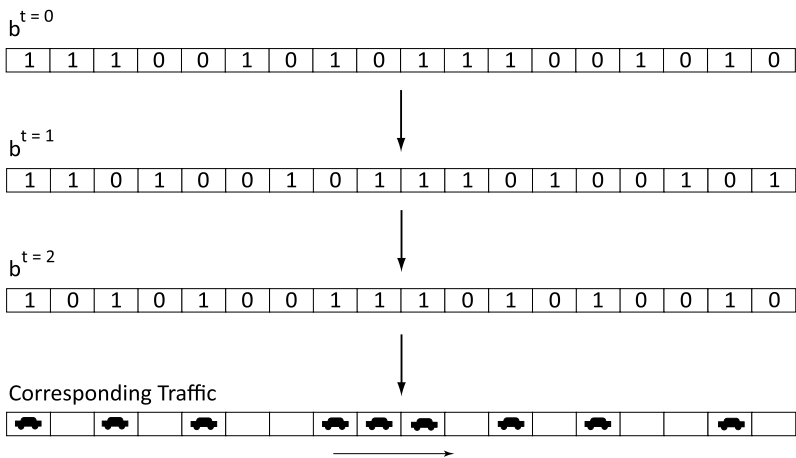 b^t = 0
1 1 1 0 0 1 0 1 0 1 1 1 0 0 1 0 1 0
b^t = 1
1 1 0 1 0 0 1 0 1 1 1 0 1 0 0 1 0 1
b^t = 2
1 0 1 0 1 0 0 1 1 1 0 1 0 1 0 0 1 0
Corresponding Traffic